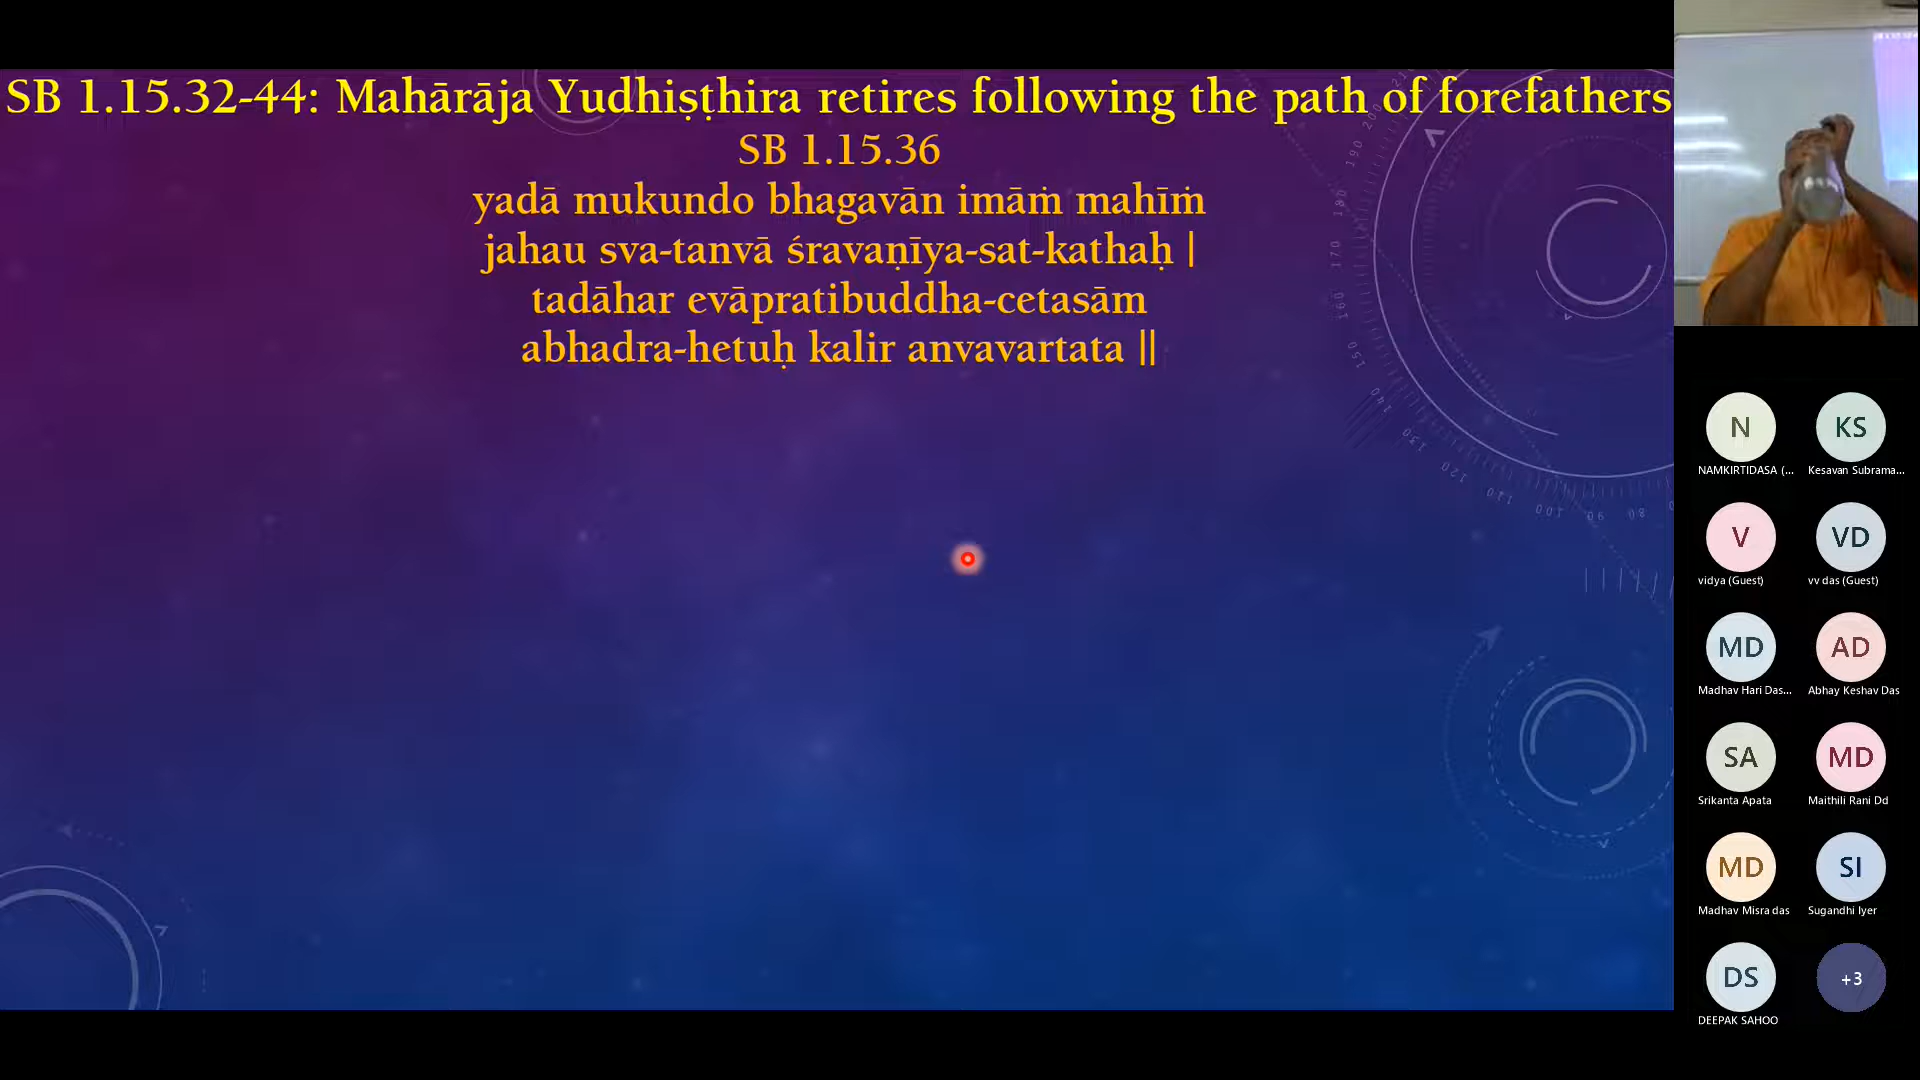 SB 1.15.32-44: Mahārāja Yudhiṣṭhira retires following the path of forefathers
SB 1.15.36
yadā mukundo bhagavān imāṁ mahīṁ
jahau sva-tanvā śravaṇīya-sat-kathaḥ |
tadāhar evāpratibuddha-cetasām
abhadra-hetuḥ kalir anvavartata ||
N KS
NAMKIRTIDASA (... Kesavan Subrama...
V VD
vidya (Guest) vv das (Guest)
MD AD
Madhav Hari Das... Abhay Keshav Das
SA MD
Srikanta Apata Maithili Rani Dd
MD SI
Madhav Misra das Sugandhi Iyer
DS +3
DEEPAK SAHOO